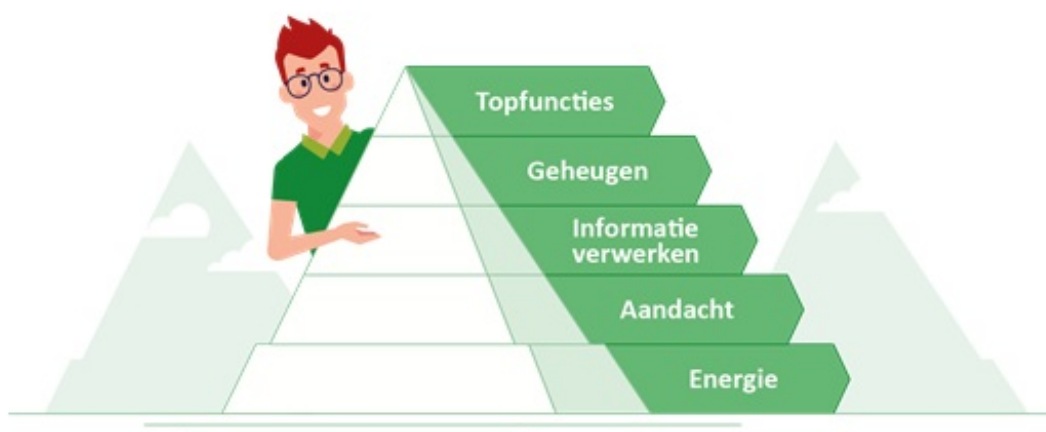 Topfuncties
Geheugen
Informatie
verwerken
Aandacht
Energie